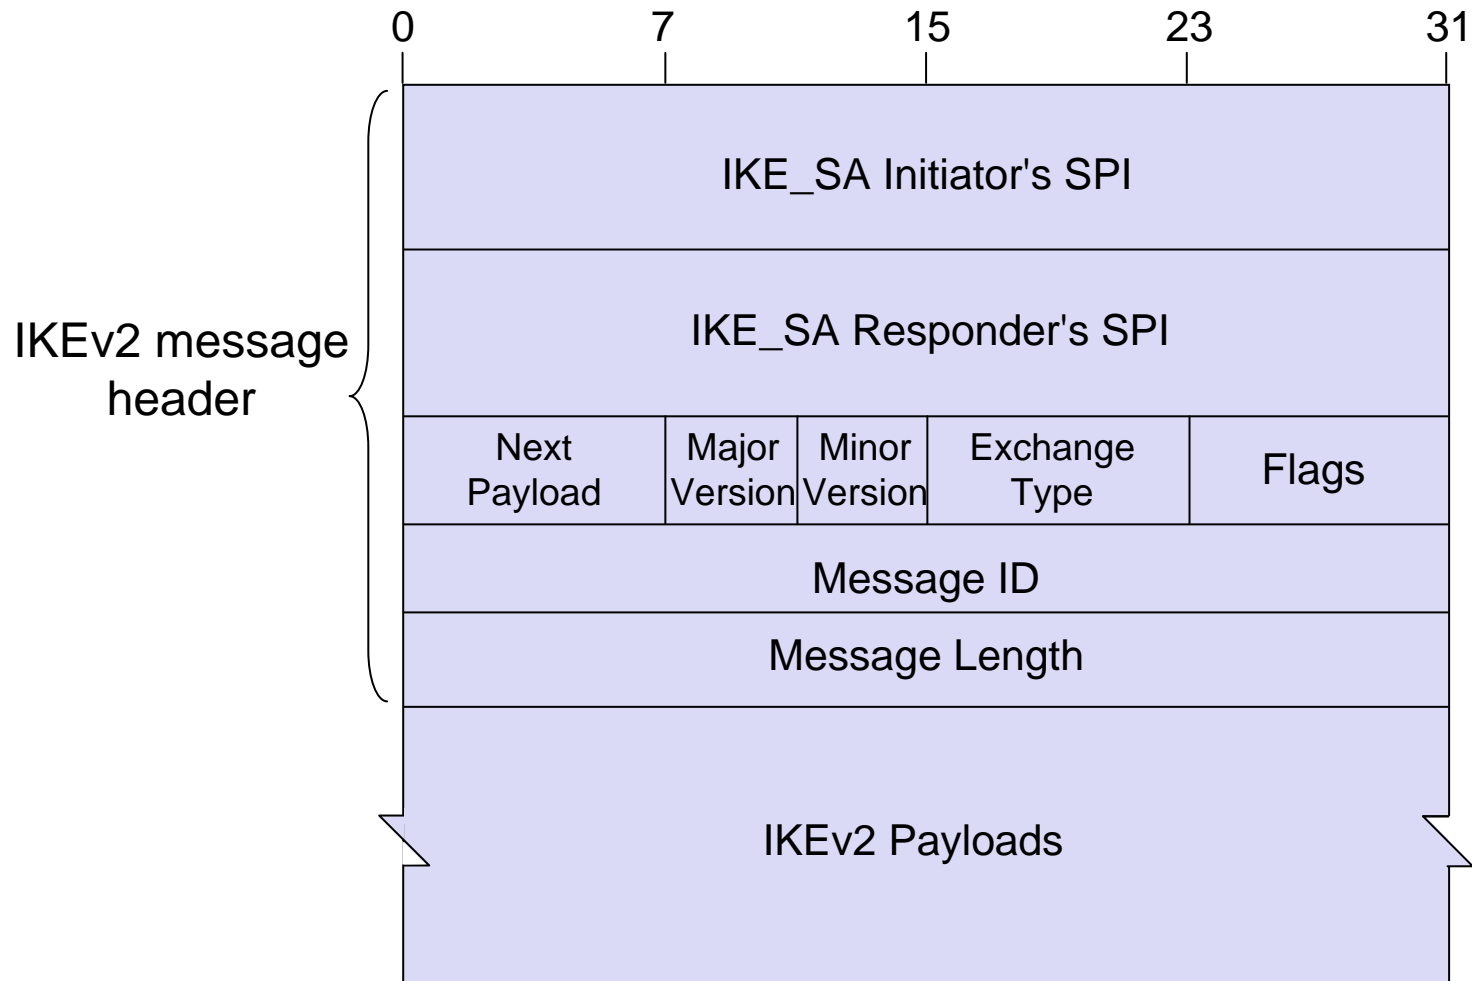 0 7 15 23 31
IKE_SA Initiator's SPI
IKE_SA Responder's SPI
IKEv2 message
header
Next
Payload
Major
Version
Minor
Version
Exchange
Type
Flags
Message ID
Message Length
IKEv2 Payloads